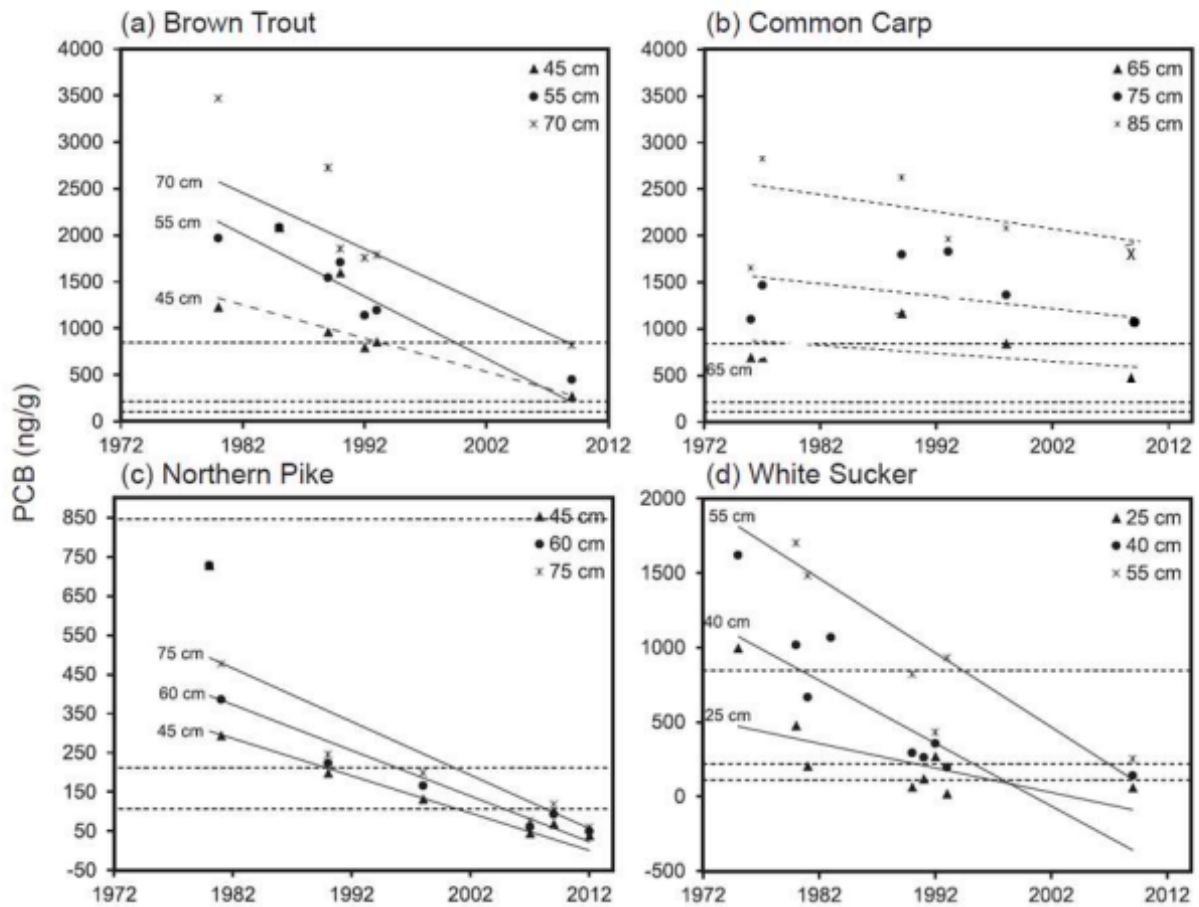 (a) Brown Trout
4000
3500
3000
2500
2000
1500
1000
500
0
▲ 45 cm
● 55 cm
× 70 cm
70 cm
55 cm
45 cm
1972 1982 1992 2002 2012
(b) Common Carp
4000
3500
3000
2500
2000
1500
1000
500
0
▲ 65 cm
● 75 cm
× 85 cm
65 cm
1972 1982 1992 2002 2012
PCB (ng/g)
(c) Northern Pike
850
750
650
550
450
350
250
150
50
-50
▲ 45 cm
● 60 cm
× 75 cm
75 cm
60 cm
45 cm
1972 1982 1992 2002 2012
(d) White Sucker
2000
1500
1000
500
0
-500
▲ 25 cm
● 40 cm
× 55 cm
55 cm
40 cm
25 cm
1972 1982 1992 2002 2012